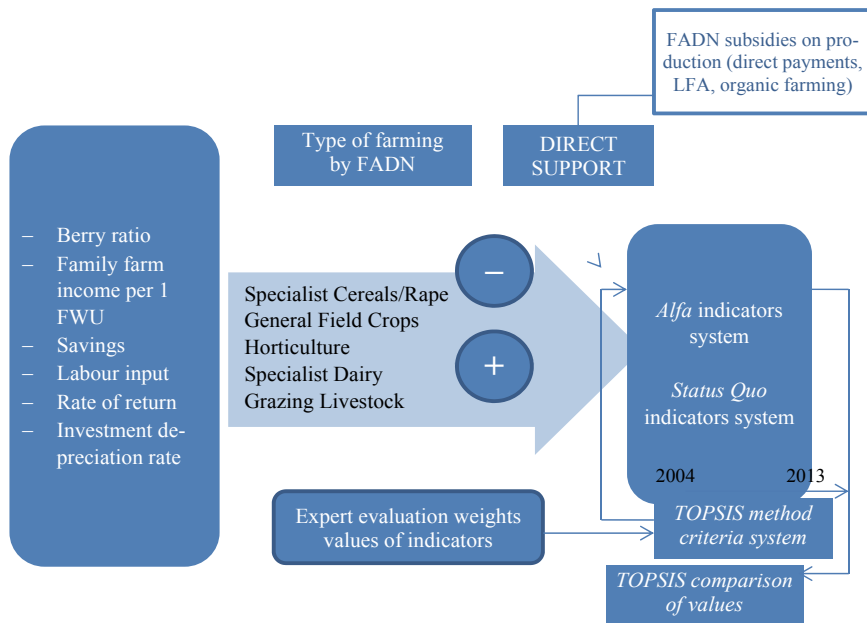 FADN subsidies on pro-
duction (direct payments,
LFA, organic farming)
Type of farming
by FADN
DIRECT
SUPPORT
– Berry ratio
– Family farm
income per 1
FWU
– Savings
– Labour input
– Rate of return
– Investment de-
preciation rate
Specialist Cereals/Rape
General Field Crops
Horticulture
Specialist Dairy
Grazing Livestock
–
+
Alfa indicators
system
Status Quo
indicators system
2004 2013
Expert evaluation weights
values of indicators
TOPSIS method
criteria system
TOPSIS comparison
of values